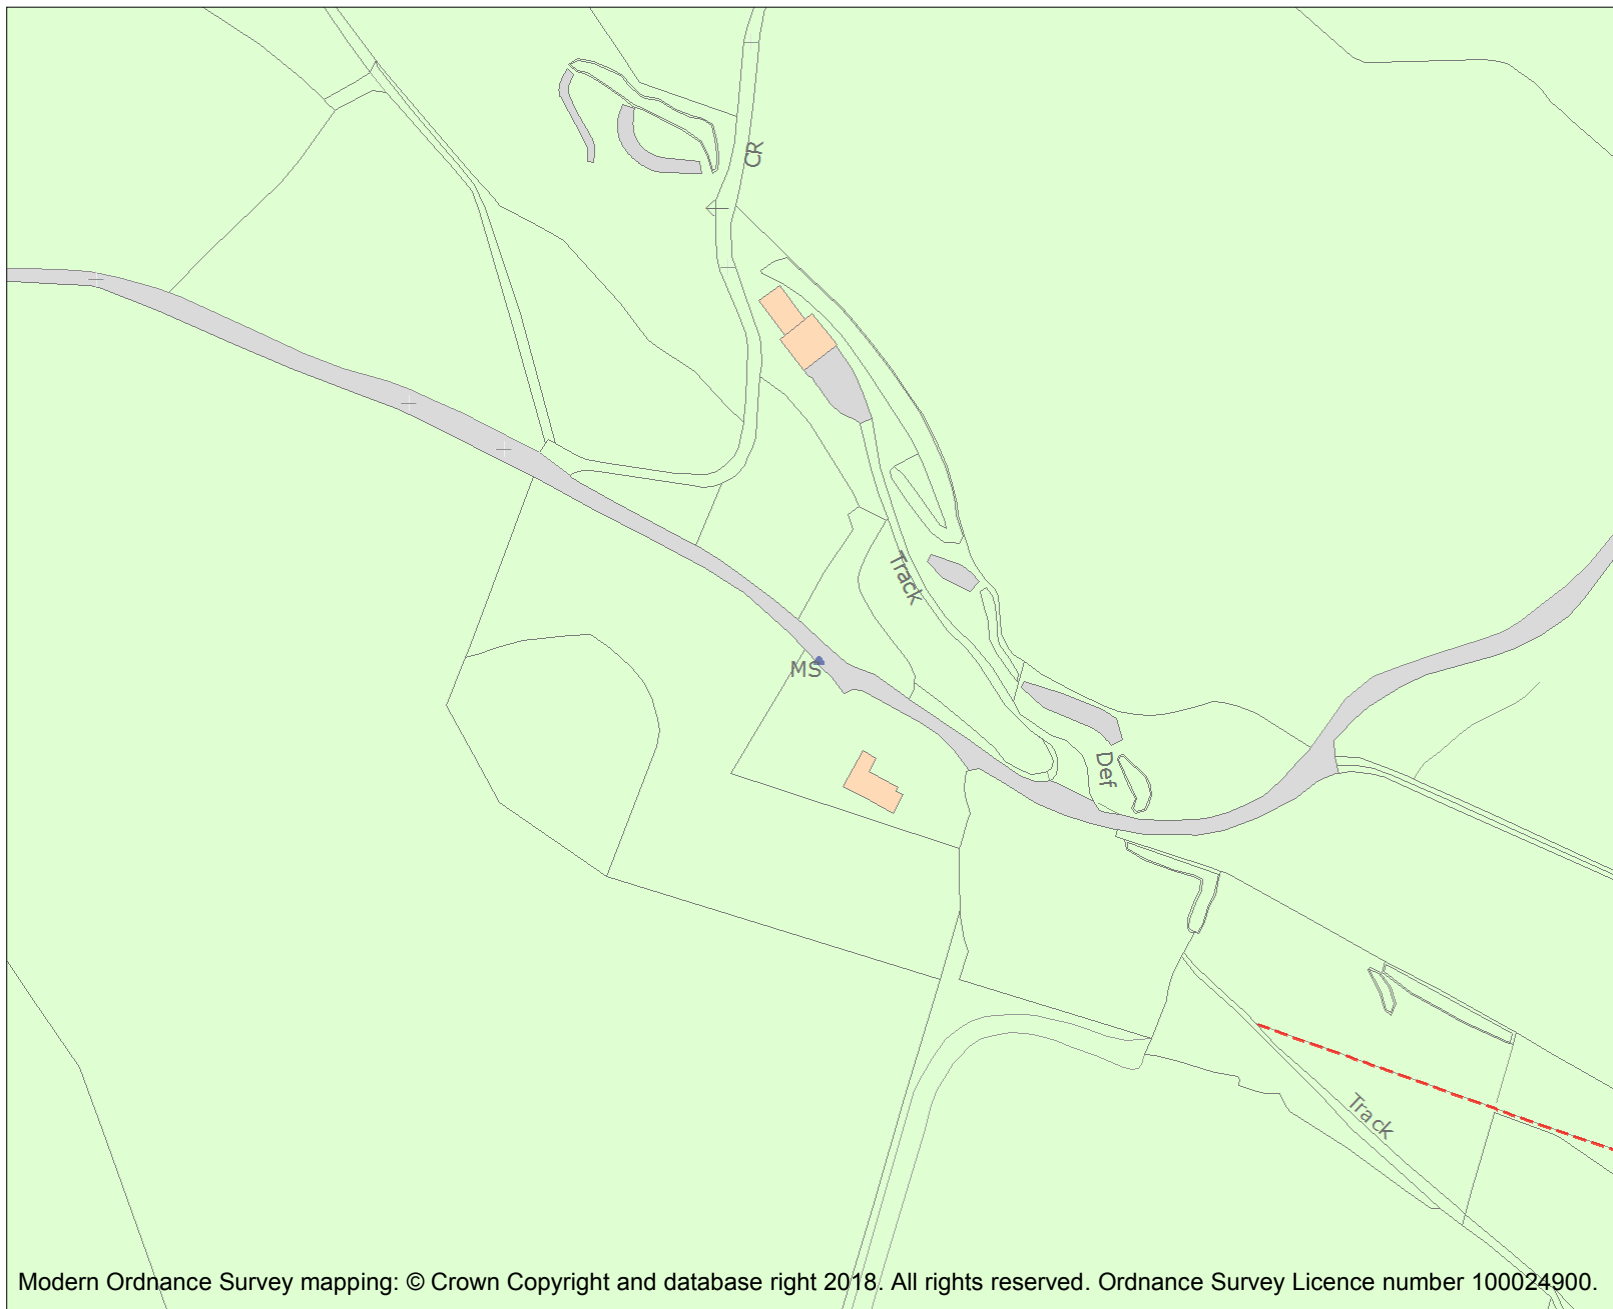 CR
Track
MS
Def
Track
Modern Ordnance Survey mapping: © Crown Copyright and database right 2018. All rights reserved. Ordnance Survey Licence number 100024900.